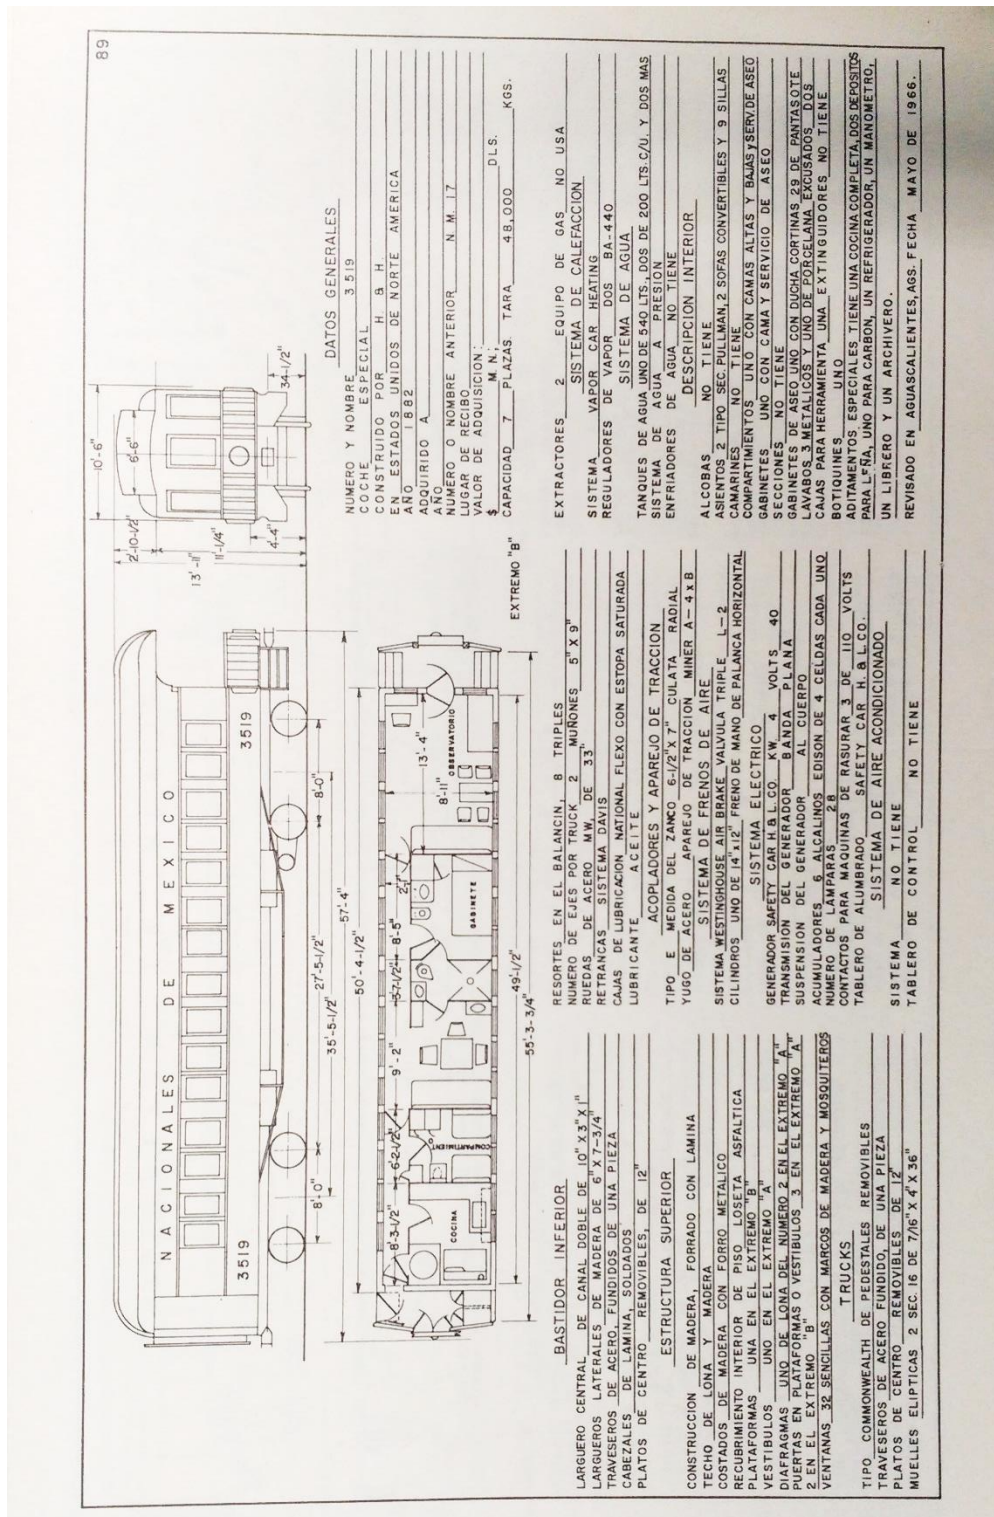 89
NACIONALES DE MEXICO
3519
3519
8'-0"
27'-5-1/2"
8'-0"
35'-5-1/2"
57'-4"
50'-4-1/2"
10'-6"
6'-6"
2'-10-1/2"
13'-11"
11'-1/4"
4'-4"
34-1/2"
8'-3-1/2"
6'-2-1/2"
9'-2"
3'-7-1/2"
8'-5"
2'-
13'-4"
8'-11"
COCINA
COMPARTIMIENT
GABINETE
OBSERVATORIO
49'-1/2"
55'-3-3/4"
EXTREMO "B"
BASTIDOR INFERIOR
LARGUERO CENTRAL DE CANAL DOBLE DE 10" X 3" X 1"
LARGUEROS LATERALES DE MADERA DE 6" X 7-3/4"
TRAVESEROS DE ACERO, FUNDIDOS DE UNA PIEZA
CABEZALES DE LAMINA, SOLDADOS
PLATOS DE CENTRO REMOVIBLES, DE 12"
ESTRUCTURA SUPERIOR
CONSTRUCCION DE MADERA, FORRADO CON LAMINA
TECHO DE LONA Y MADERA
COSTADOS DE MADERA CON FORRO METALICO
RECUBRIMIENTO INTERIOR DE PISO LOSETA ASFALTICA
PLATAFORMAS UNA EN EL EXTREMO "B"
VESTIBULOS UNO EN EL EXTREMO "A"
DIAFRAGMAS UNO DE LONA DEL NUMERO 2 EN EL EXTREMO "A"
PUERTAS EN PLATAFORMAS O VESTIBULOS 3 EN EL EXTREMO "A"
2 EN EL EXTREMO "B"
VENTANAS 32 SENCILLAS CON MARCOS DE MADERA Y MOSQUITEROS
TRUCKS
TIPO COMMONWEALTH DE PEDESTALES REMOVIBLES
TRAVESEROS DE ACERO FUNDIDO, DE UNA PIEZA
PLATOS DE CENTRO REMOVIBLES DE 12"
MUELLES ELIPTICAS 2 SEC. 16 DE 7/16" X 4" X 36"
RESORTES EN EL BALANCIN, 8 TRIPLES
NUMERO DE EJES POR TRUCK 2 MUÑONES 5" X 9"
RUEDAS DE ACERO MW, DE 33"
RETRANCAS SISTEMA DAVIS
CAJAS DE LUBRICACION NATIONAL FLEXO CON ESTOPA SATURADA
LUBRICANTE ACEITE
ACOPLADORES Y APAREJO DE TRACCION
TIPO E MEDIDA DEL ZANCO 6-1/2" X 7" CULATA RADIAL
YUGO DE ACERO APAREJO DE TRACCION MINER A-4xB
SISTEMA DE FRENOS DE AIRE
SISTEMA WESTINGHOUSE AIR BRAKE VALVULA TRIPLE L-2
CILINDROS UNO DE 14"x12" FRENO DE MANO DE PALANCA HORIZONTAL
SISTEMA ELECTRICO
GENERADOR SAFETY CAR H.& L. CO. KW. 4 VOLTS 40
TRANSMISION DEL GENERADOR BANDA PLANA
SUSPENSION DEL GENERADOR AL CUERPO
ACUMULADORES 6 ALCALINOS EDISON DE 4 CELDAS CADA UNO
NUMERO DE LAMPARAS 28
CONTACTOS PARA MAQUINAS DE RASURAR 3 DE 110 VOLTS
TABLERO DE ALUMBRADO SAFETY CAR H. & L. CO.
SISTEMA DE AIRE ACONDICIONADO
SISTEMA NO TIENE
TABLERO DE CONTROL NO TIENE
DATOS GENERALES
NUMERO Y NOMBRE 3519
COCHE ESPECIAL
CONSTRUIDO POR H & H.
EN ESTADOS UNIDOS DE NORTE AMERICA
AÑO 1882
ADQUIRIDO A
AÑO
NUMERO O NOMBRE ANTERIOR N. M. 17
LUGAR DE RECIBO
VALOR DE ADQUISICION:
$ M. N.; DLS.
CAPACIDAD 7 PLAZAS. TARA 48,000 KGS.
EXTRACTORES 2 EQUIPO DE GAS NO USA
SISTEMA DE CALEFACCION
SISTEMA VAPOR CAR HEATING
REGULADORES DE VAPOR DOS BA-440
SISTEMA DE AGUA
TANQUES DE AGUA UNO DE 540 LTS., DOS DE 200 LTS. C/U. Y DOS MAS
SISTEMA DE AGUA A PRESION
ENFRIADORES DE AGUA NO TIENE
DESCRIPCION INTERIOR
ALCOBAS NO TIENE
ASIENTOS 2 TIPO SEC. PULLMAN, 2 SOFAS CONVERTIBLES Y 9 SILLAS
CAMARINES NO TIENE
COMPARTIMIENTOS UNO CON CAMAS ALTAS Y BAJAS y SERV. DE ASEO
GABINETES UNO CON CAMA Y SERVICIO DE ASEO
SECCIONES NO TIENE
GABINETES DE ASEO UNO CON DUCHA CORTINAS 29 DE PANTASOTE
LAVABOS 3 METALICOS Y UNO DE PORCELANA EXCUSADOS DOS
CAJAS PARA HERRAMIENTA UNA EXTINGUIDORES NO TIENE
BOTIQUINES UNO
ADITAMENTOS ESPECIALES TIENE UNA COCINA COMPLETA, DOS DEPOSITOS
PARA LEÑA, UNO PARA CARBON, UN REFRIGERADOR, UN MANOMETRO,
UN LIBRERO Y UN ARCHIVERO.
REVISADO EN AGUASCALIENTES, AGS. FECHA MAYO DE 1966.